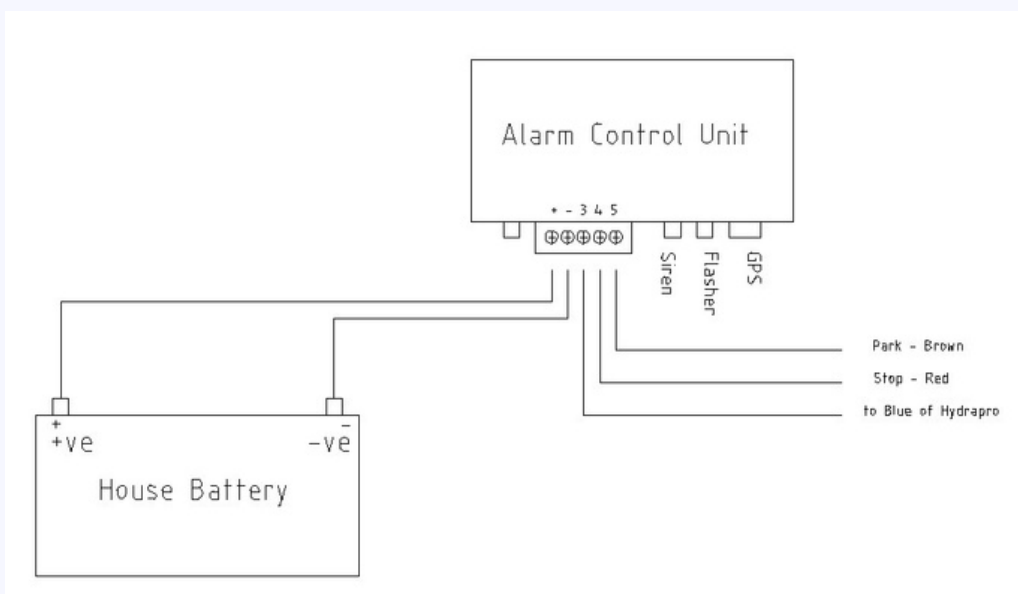 Alarm Control Unit
+ - 3 4 5
Siren
Flasher
GPS
Park - Brown
Stop - Red
to Blue of Hydrapro
+ -
+ve -ve
House Battery